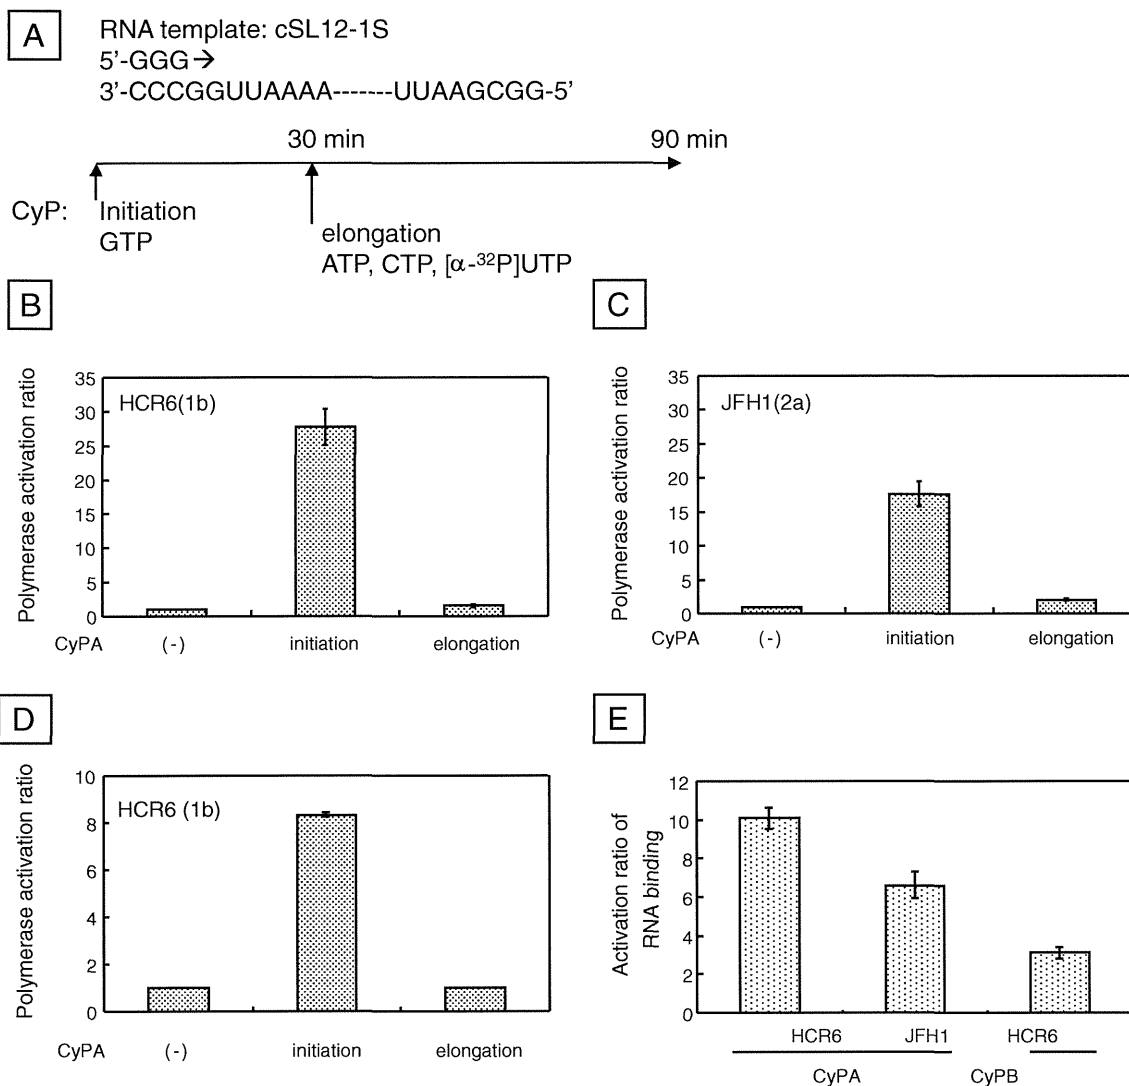 A
RNA template: cSL12-1S
5’-GGG→
3’-CCCGGUUAAAA-------UUAAGCGG-5’
30 min
90 min
CyP:
Initiation
GTP
elongation
ATP, CTP, [α-³²P]UTP
B
Polymerase activation ratio
35
30
25
20
15
10
5
0
HCR6(1b)
CyPA
(-)
initiation
elongation
C
Polymerase activation ratio
35
30
25
20
15
10
5
0
JFH1(2a)
CyPA
(-)
initiation
elongation
D
Polymerase activation ratio
10
8
6
4
2
0
HCR6 (1b)
CyPA
(-)
initiation
elongation
E
Activation ratio of
RNA binding
12
10
8
6
4
2
0
HCR6
JFH1
HCR6
CyPA
CyPB